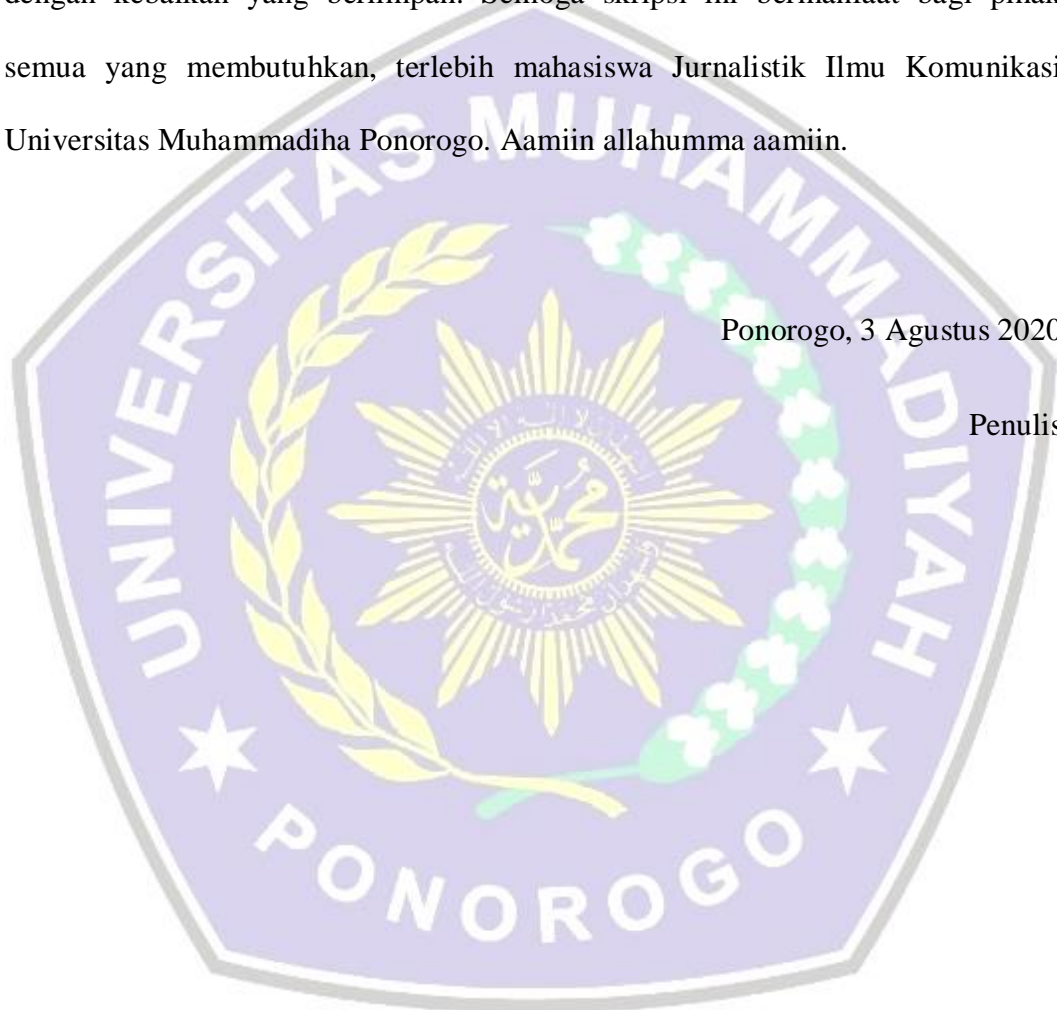 dengan kebaikan yang berlimpah. Semoga skripsi ini bermanfaat bagi pihak
semua yang membutuhkan, terlebih mahasiswa Jurnalistik Ilmu Komunikasi
Universitas Muhammadiha Ponorogo. Aamiin allahumma aamiin.
Ponorogo, 3 Agustus 2020
Penulis
UNIVERSITAS MUHAMMADIYAH
PONOROGO
محمدية